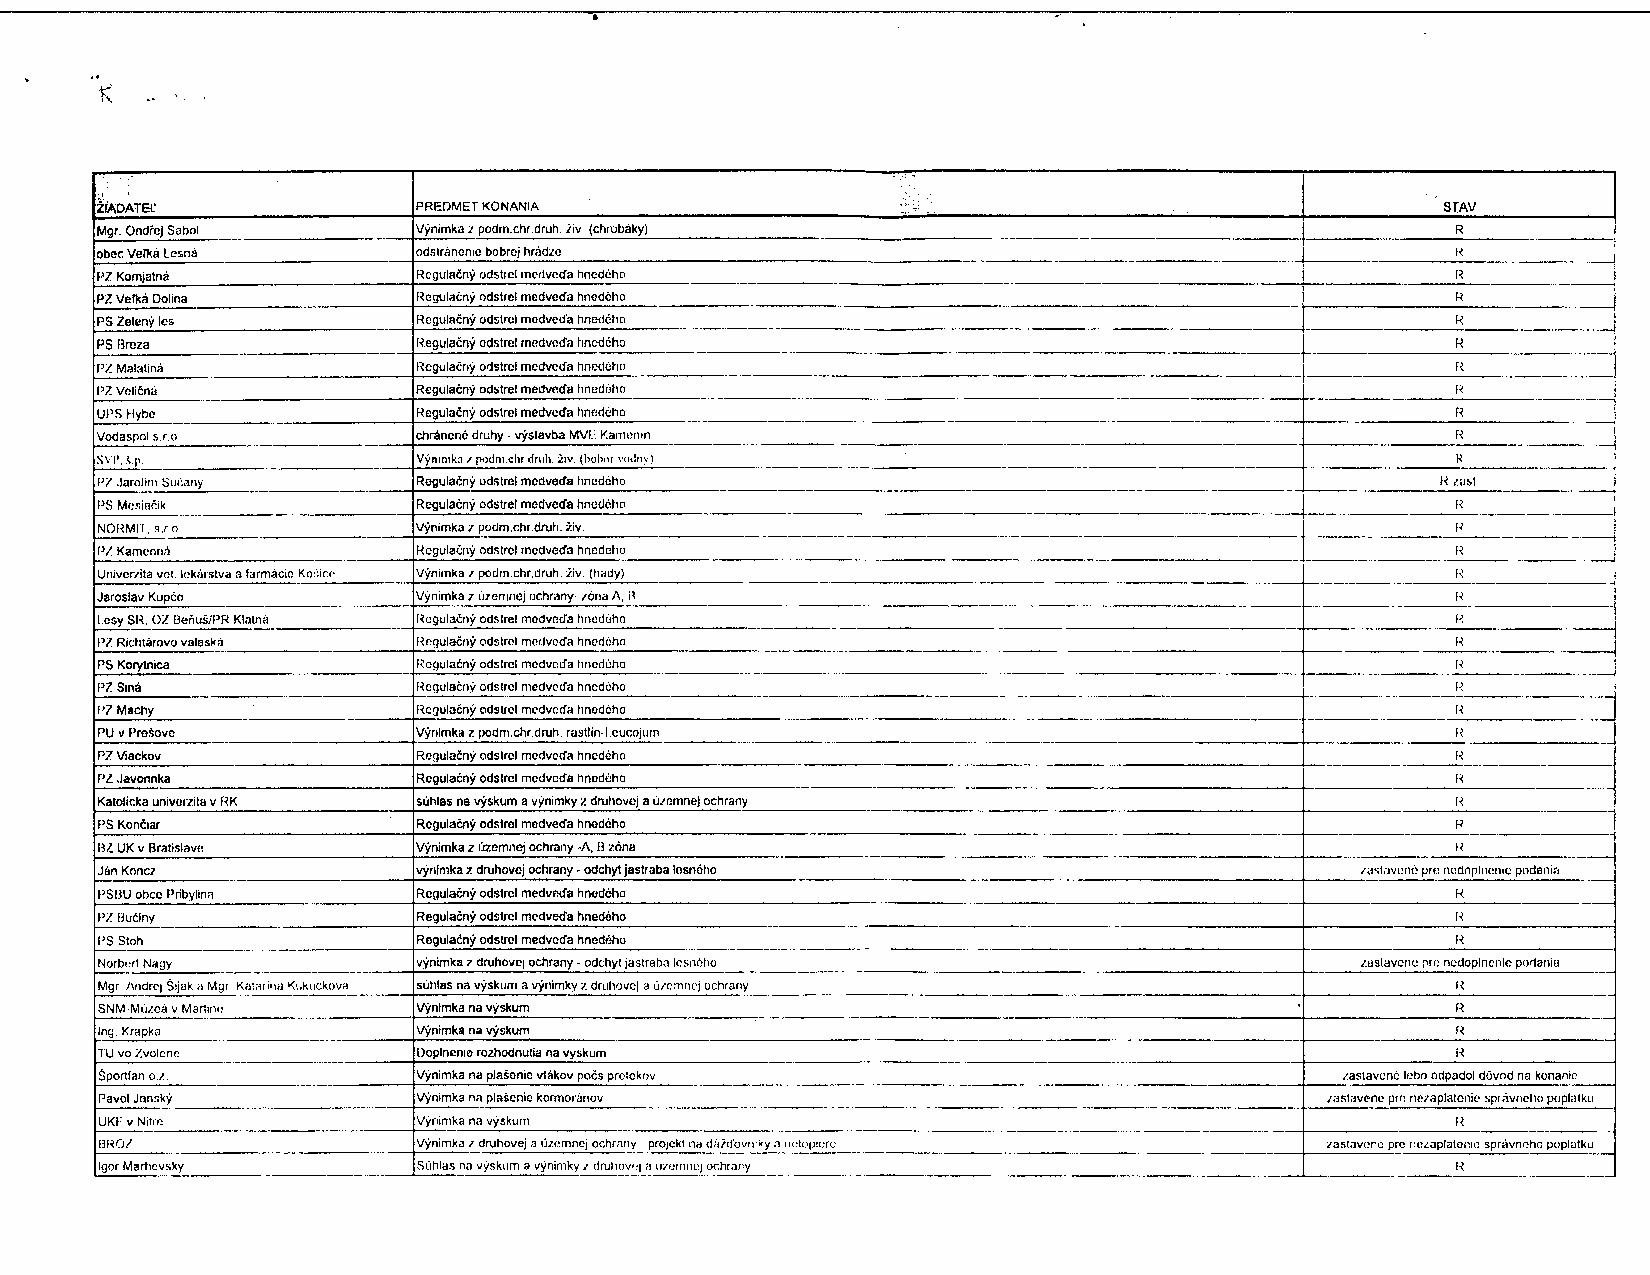 ŽIADATEĽ PREDMET KONANIA STAV
Mgr. Ondřej Sabol Výnimka z podm.chr.druh. živ. (chrobáky) R
obec Veľká Lesná odstránenie bobrej hrádze R
PZ Komjatná Regulačný odstrel medveďa hnedého R
PZ Veľká Dolina Regulačný odstrel medveďa hnedého R
PS Zelený les Regulačný odstrel medveďa hnedého R
PS Breza Regulačný odstrel medveďa hnedého R
PZ Malatiná Regulačný odstrel medveďa hnedého R
PZ Veličná Regulačný odstrel medveďa hnedého R
UPS Hybe Regulačný odstrel medveďa hnedého R
Vodaspol s.r.o chránené druhy - výstavba MVE Kamenín R
SVP, š.p. Výnimka z podm.chr.druh. živ. (bobor vodný) R
PZ Jarolím Sučany Regulačný odstrel medveďa hnedého R zast
PS Mesiačik Regulačný odstrel medveďa hnedého R
NORMIT, s.r.o Výnimka z podm.chr.druh. živ. R
PZ Kamenná Regulačný odstrel medveďa hnedého R
Univerzita vet. lekárstva a farmácie Košice Výnimka z podm.chr.druh. živ. (hady) R
Jaroslav Kupčo Výnimka z územnej ochrany- zóna A, B R
Lesy SR, OZ Beňuš/PR Klatná Regulačný odstrel medveďa hnedého R
PZ Richtárovo valaská Regulačný odstrel medveďa hnedého R
PS Korytnica Regulačný odstrel medveďa hnedého R
PZ Siná Regulačný odstrel medveďa hnedého R
PZ Machy Regulačný odstrel medveďa hnedého R
PU v Prešove Výnimka z podm.chr.druh. rastlín-Leucojum R
PZ Vlackov Regulačný odstrel medveďa hnedého R
PZ Javorinka Regulačný odstrel medveďa hnedého R
Katolícka univerzita v RK súhlas na výskum a výnimky z druhovej a územnej ochrany R
PS Končiar Regulačný odstrel medveďa hnedého R
BZ UK v Bratislave Výnimka z územnej ochrany -A, B zóna R
Ján Koncz výnimka z druhovej ochrany - odchyt jastraba lesného zastavené pre nedoplnenie podania
PSBU obce Pribylina Regulačný odstrel medveďa hnedého R
PZ Bučiny Regulačný odstrel medveďa hnedého R
PS Stoh Regulačný odstrel medveďa hnedého R
Norbert Nagy výnimka z druhovej ochrany - odchyt jastraba lesného zastavené pre nedoplnenie podania
Mgr. Andrej Šijak a Mgr. Katarína Kukučková súhlas na výskum a výnimky z druhovej a územnej ochrany R
SNM-Múzeá v Martine Výnimka na výskum R
Ing. Krapka Výnimka na výskum R
TU vo Zvolene Doplnenie rozhodnutia na vyskum R
Športfan o.z. Výnimka na plašenie vtákov počs pretekov zastavené lebo odpadol dôvod na konanie
Pavol Jánský Výnimka na plašenie kormoránov zastavene pre nezaplatenie správneho poplatku
UKF v Nitre Výnimka na výskum R
BROZ Výnimka z druhovej a územnej ochrany projekt na dážďovníky a netopiere zastavene pre nezaplatenie správneho poplatku
Igor Marhevsky Súhlas na výskum a výnimky z druhovej a územnej ochrany R